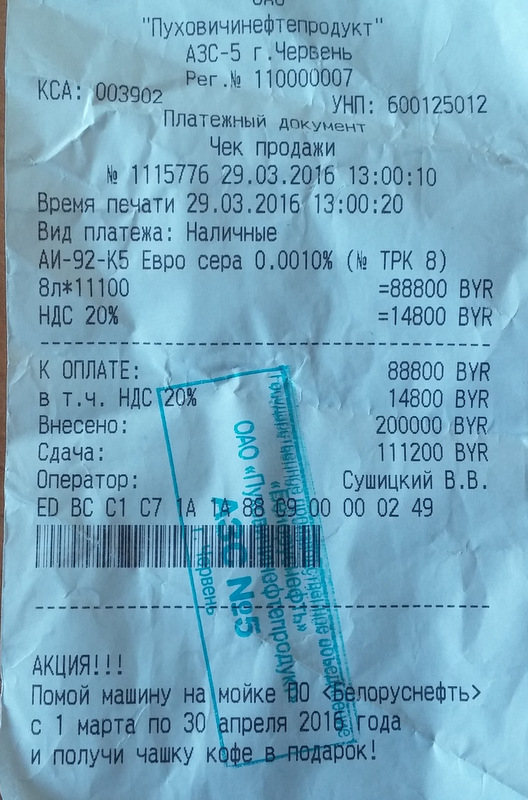 ОАО
"Пуховичинефтепродукт"
АЗС-5 г.Червень
Рег.№ 110000007
КСА: 003902
УНП: 600125012
Платежный документ
Чек продажи
№ 1115776 29.03.2016 13:00:10
Время печати 29.03.2016 13:00:20
Вид платежа: Наличные
АИ-92-К5 Евро сера 0.0010% (№ ТРК 8)
8л*11100 =88800 BYR
НДС 20% =14800 BYR
К ОПЛАТЕ: 88800 BYR
в т.ч. НДС 20% 14800 BYR
Внесено: 200000 BYR
Сдача: 111200 BYR
Оператор: Сушицкий В.В.
ED BC C1 C7 1A 1A 88 09 00 00 02 49
«Белоруснефть»
ОАО «Пуховичинефтепродукт»
АЗС №5
г. Червень
АКЦИЯ!!!
Помой машину на мойке ПО <Белоруснефть>
с 1 марта по 30 апреля 2016 года
и получи чашку кофе в подарок!